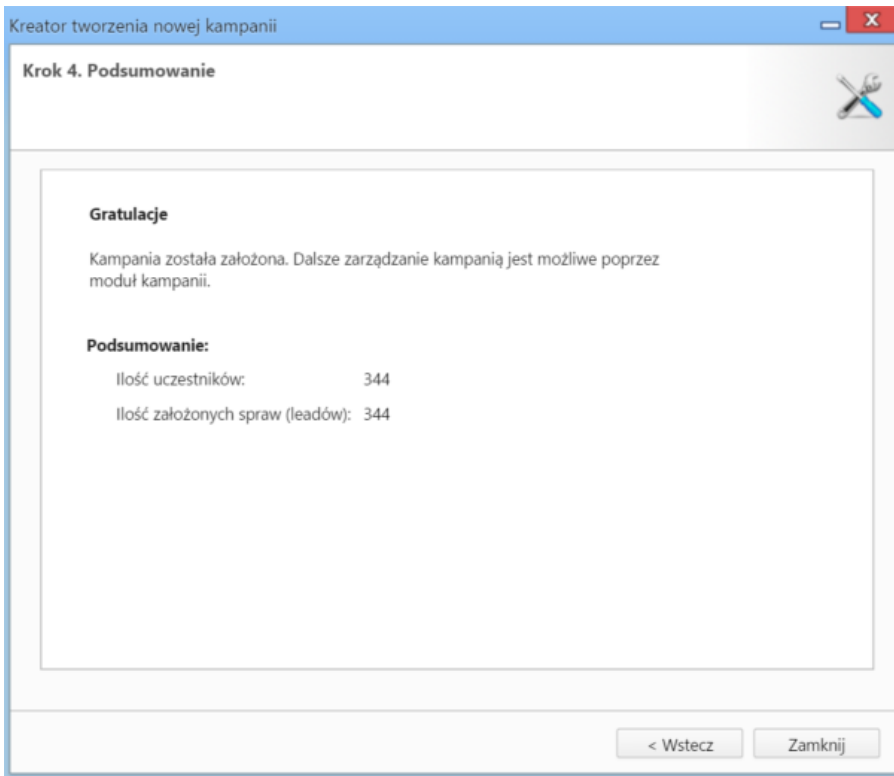 Kreator tworzenia nowej kampanii
Krok 4. Podsumowanie
Gratulacje
Kampania została założona. Dalsze zarządzanie kampanią jest możliwe poprzez
moduł kampanii.
Podsumowanie:
Ilość uczestników: 344
Ilość założonych spraw (leadów): 344
< Wstecz Zamknij